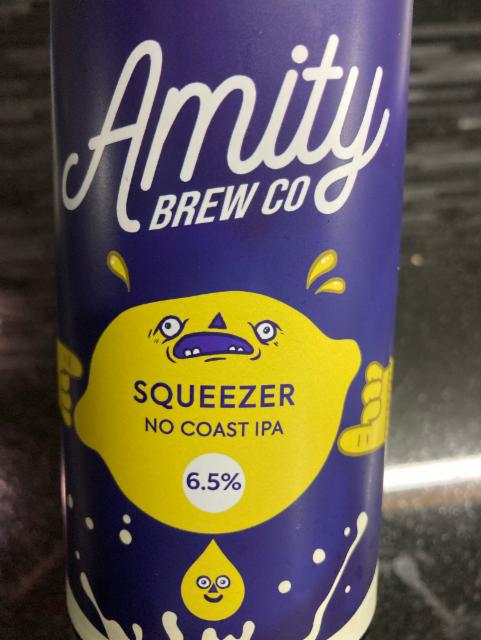 Amity
BREW CO
SQUEEZER
NO COAST IPA
6.5%